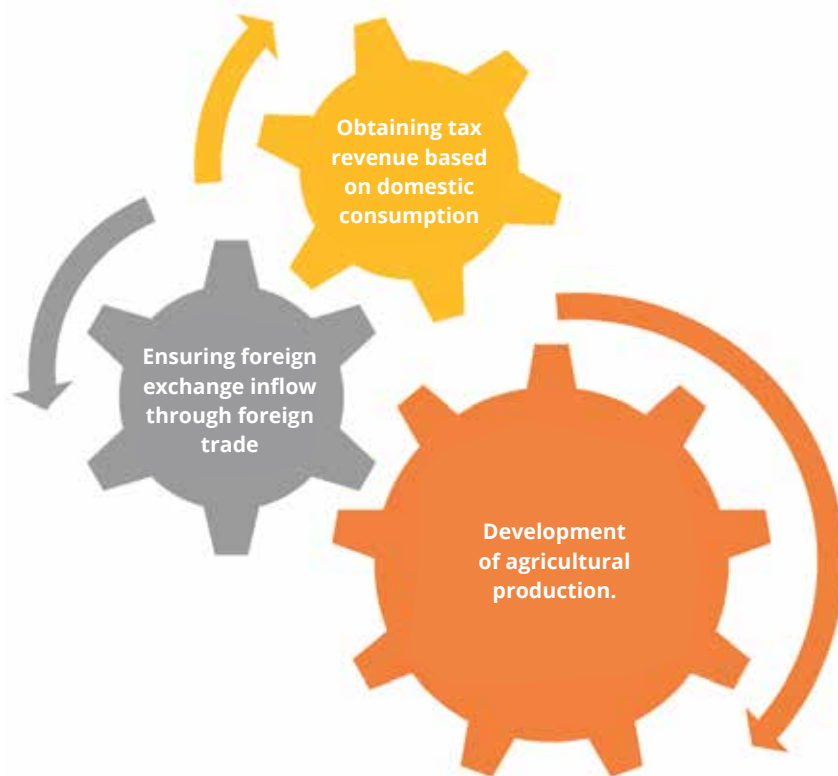 Obtaining tax
revenue based
on domestic
consumption
Ensuring foreign
exchange inflow
through foreign
trade
Development
of agricultural
production.